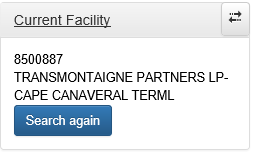 Current Facility
8500887
TRANSMONTAIGNE PARTNERS LP-
CAPE CANAVERAL TERML
Search again